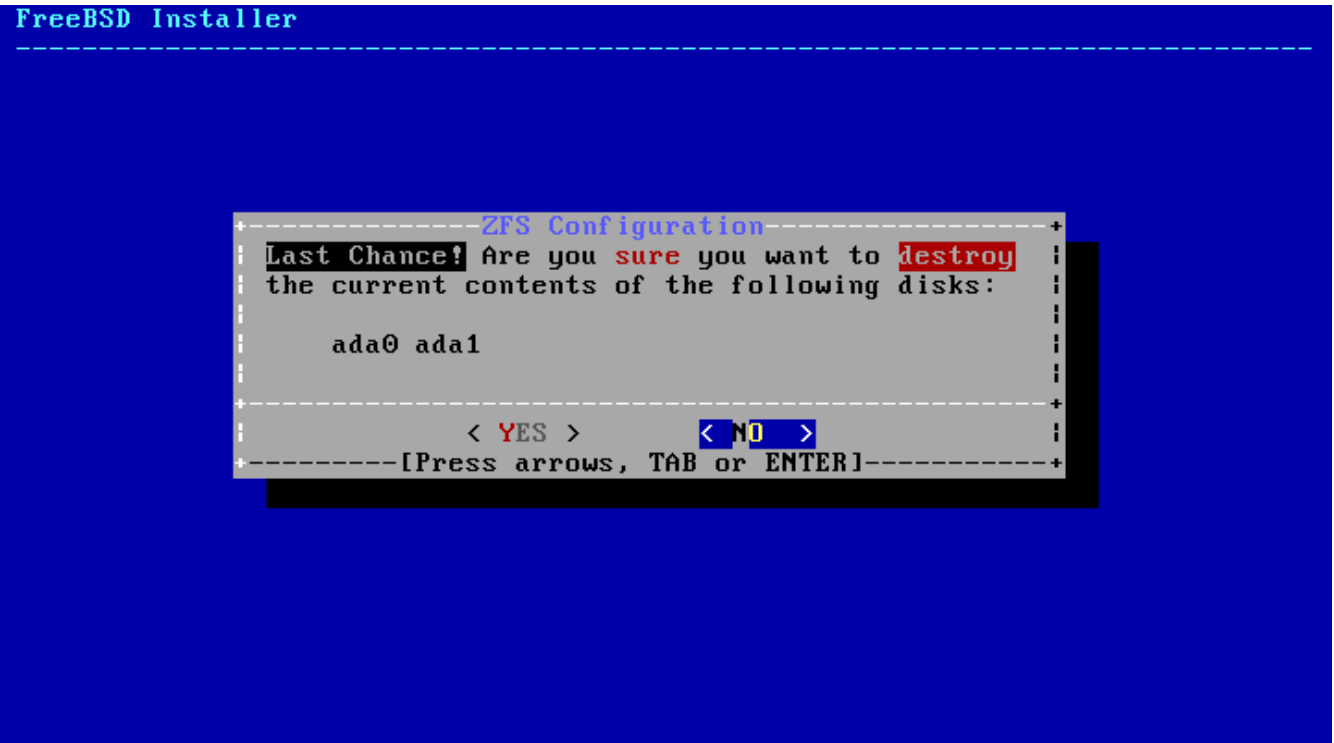 FreeBSD Installer
ZFS Configuration
Last Chance! Are you sure you want to destroy
the current contents of the following disks:
ada0 ada1
< YES > < NO >
[Press arrows, TAB or ENTER]